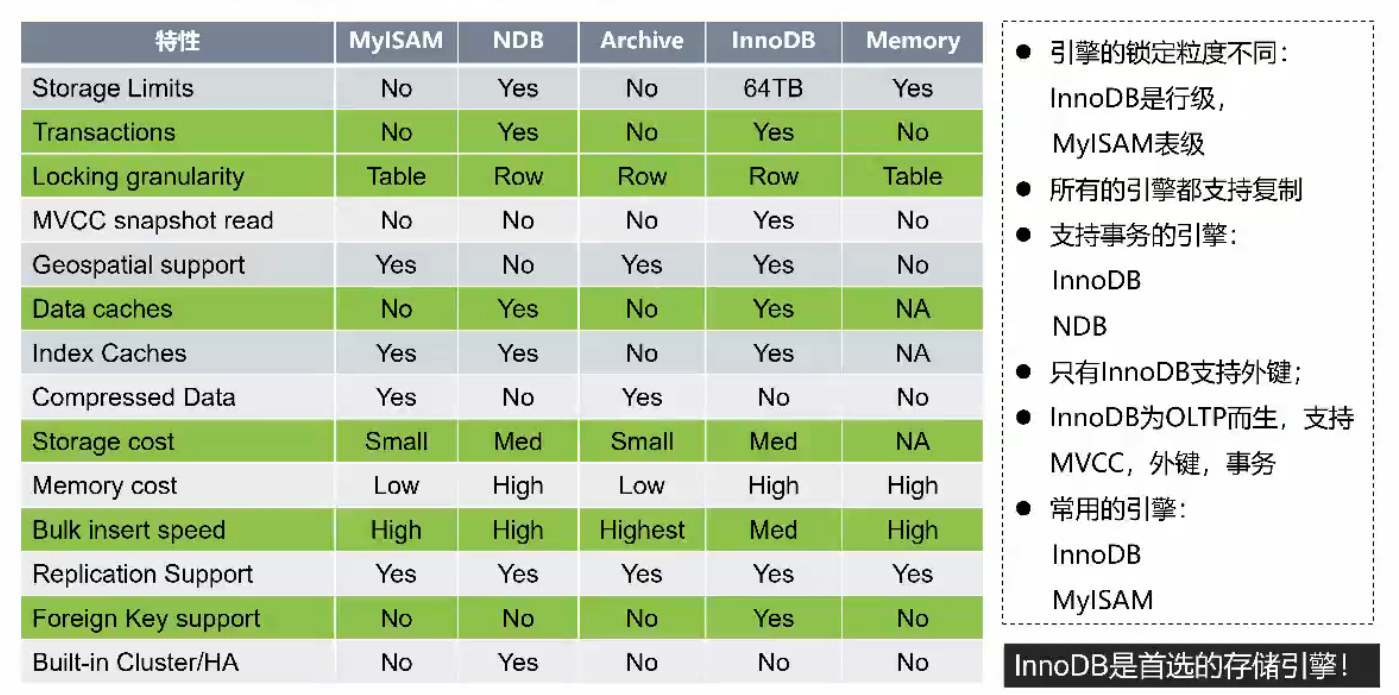 特性 MyISAM NDB Archive InnoDB Memory
Storage Limits No Yes No 64TB Yes
Transactions No Yes No Yes No
Locking granularity Table Row Row Row Table
MVCC snapshot read No No No Yes No
Geospatial support Yes No Yes Yes No
Data caches No Yes No Yes NA
Index Caches Yes Yes No Yes NA
Compressed Data Yes No Yes No No
Storage cost Small Med Small Med NA
Memory cost Low High Low High High
Bulk insert speed High High Highest Med High
Replication Support Yes Yes Yes Yes Yes
Foreign Key support No No No Yes No
Built-in Cluster/HA No Yes No No No
● 引擎的锁定粒度不同：
InnoDB是行级，
MyISAM表级
● 所有的引擎都支持复制
● 支持事务的引擎：
InnoDB
NDB
● 只有InnoDB支持外键；
● InnoDB为OLTP而生，支持
MVCC，外键，事务
● 常用的引擎：
InnoDB
MyISAM
InnoDB是首选的存储引擎！